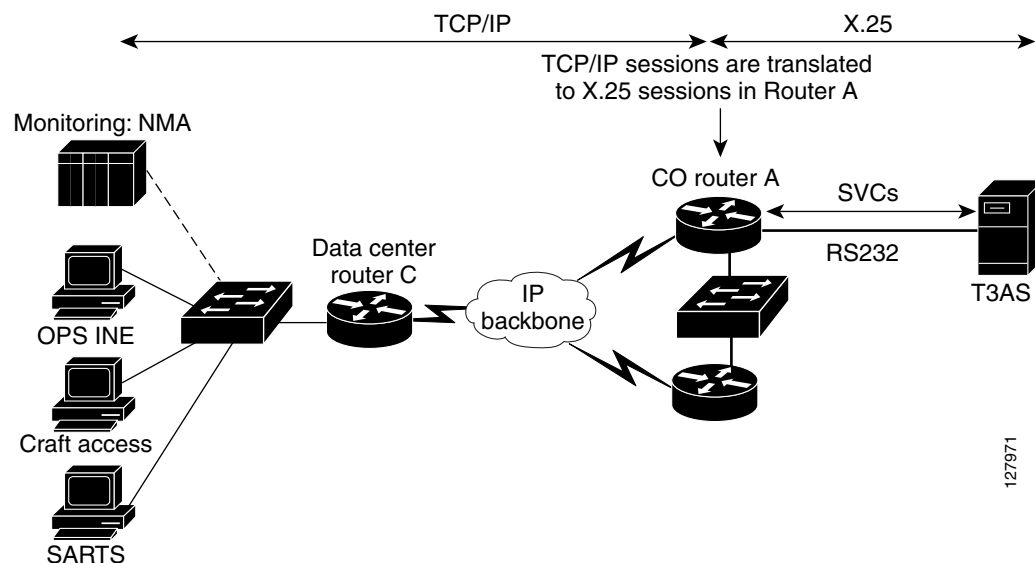 TCP/IP
X.25
TCP/IP sessions are translated
to X.25 sessions in Router A
Monitoring: NMA
CO router A
SVCs
RS232
T3AS
Data center
router C
IP
backbone
OPS INE
Craft access
SARTS
127971